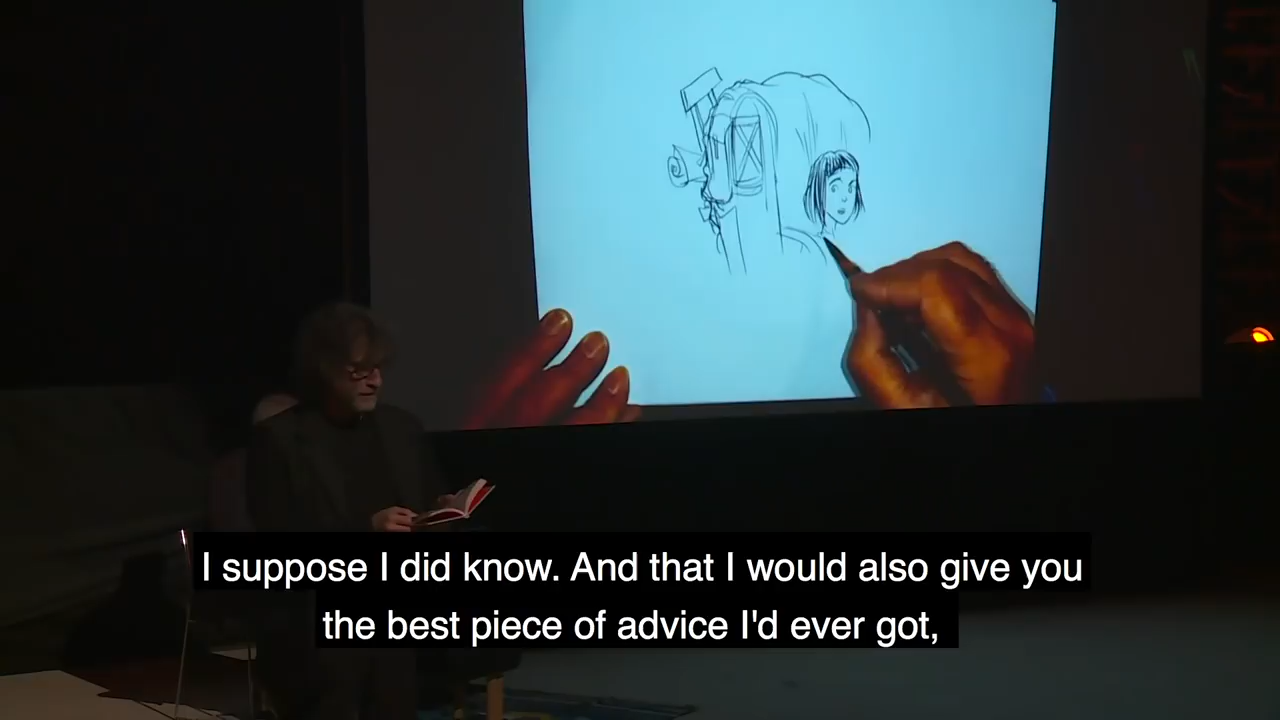 I suppose I did know. And that I would also give you
the best piece of advice I'd ever got,